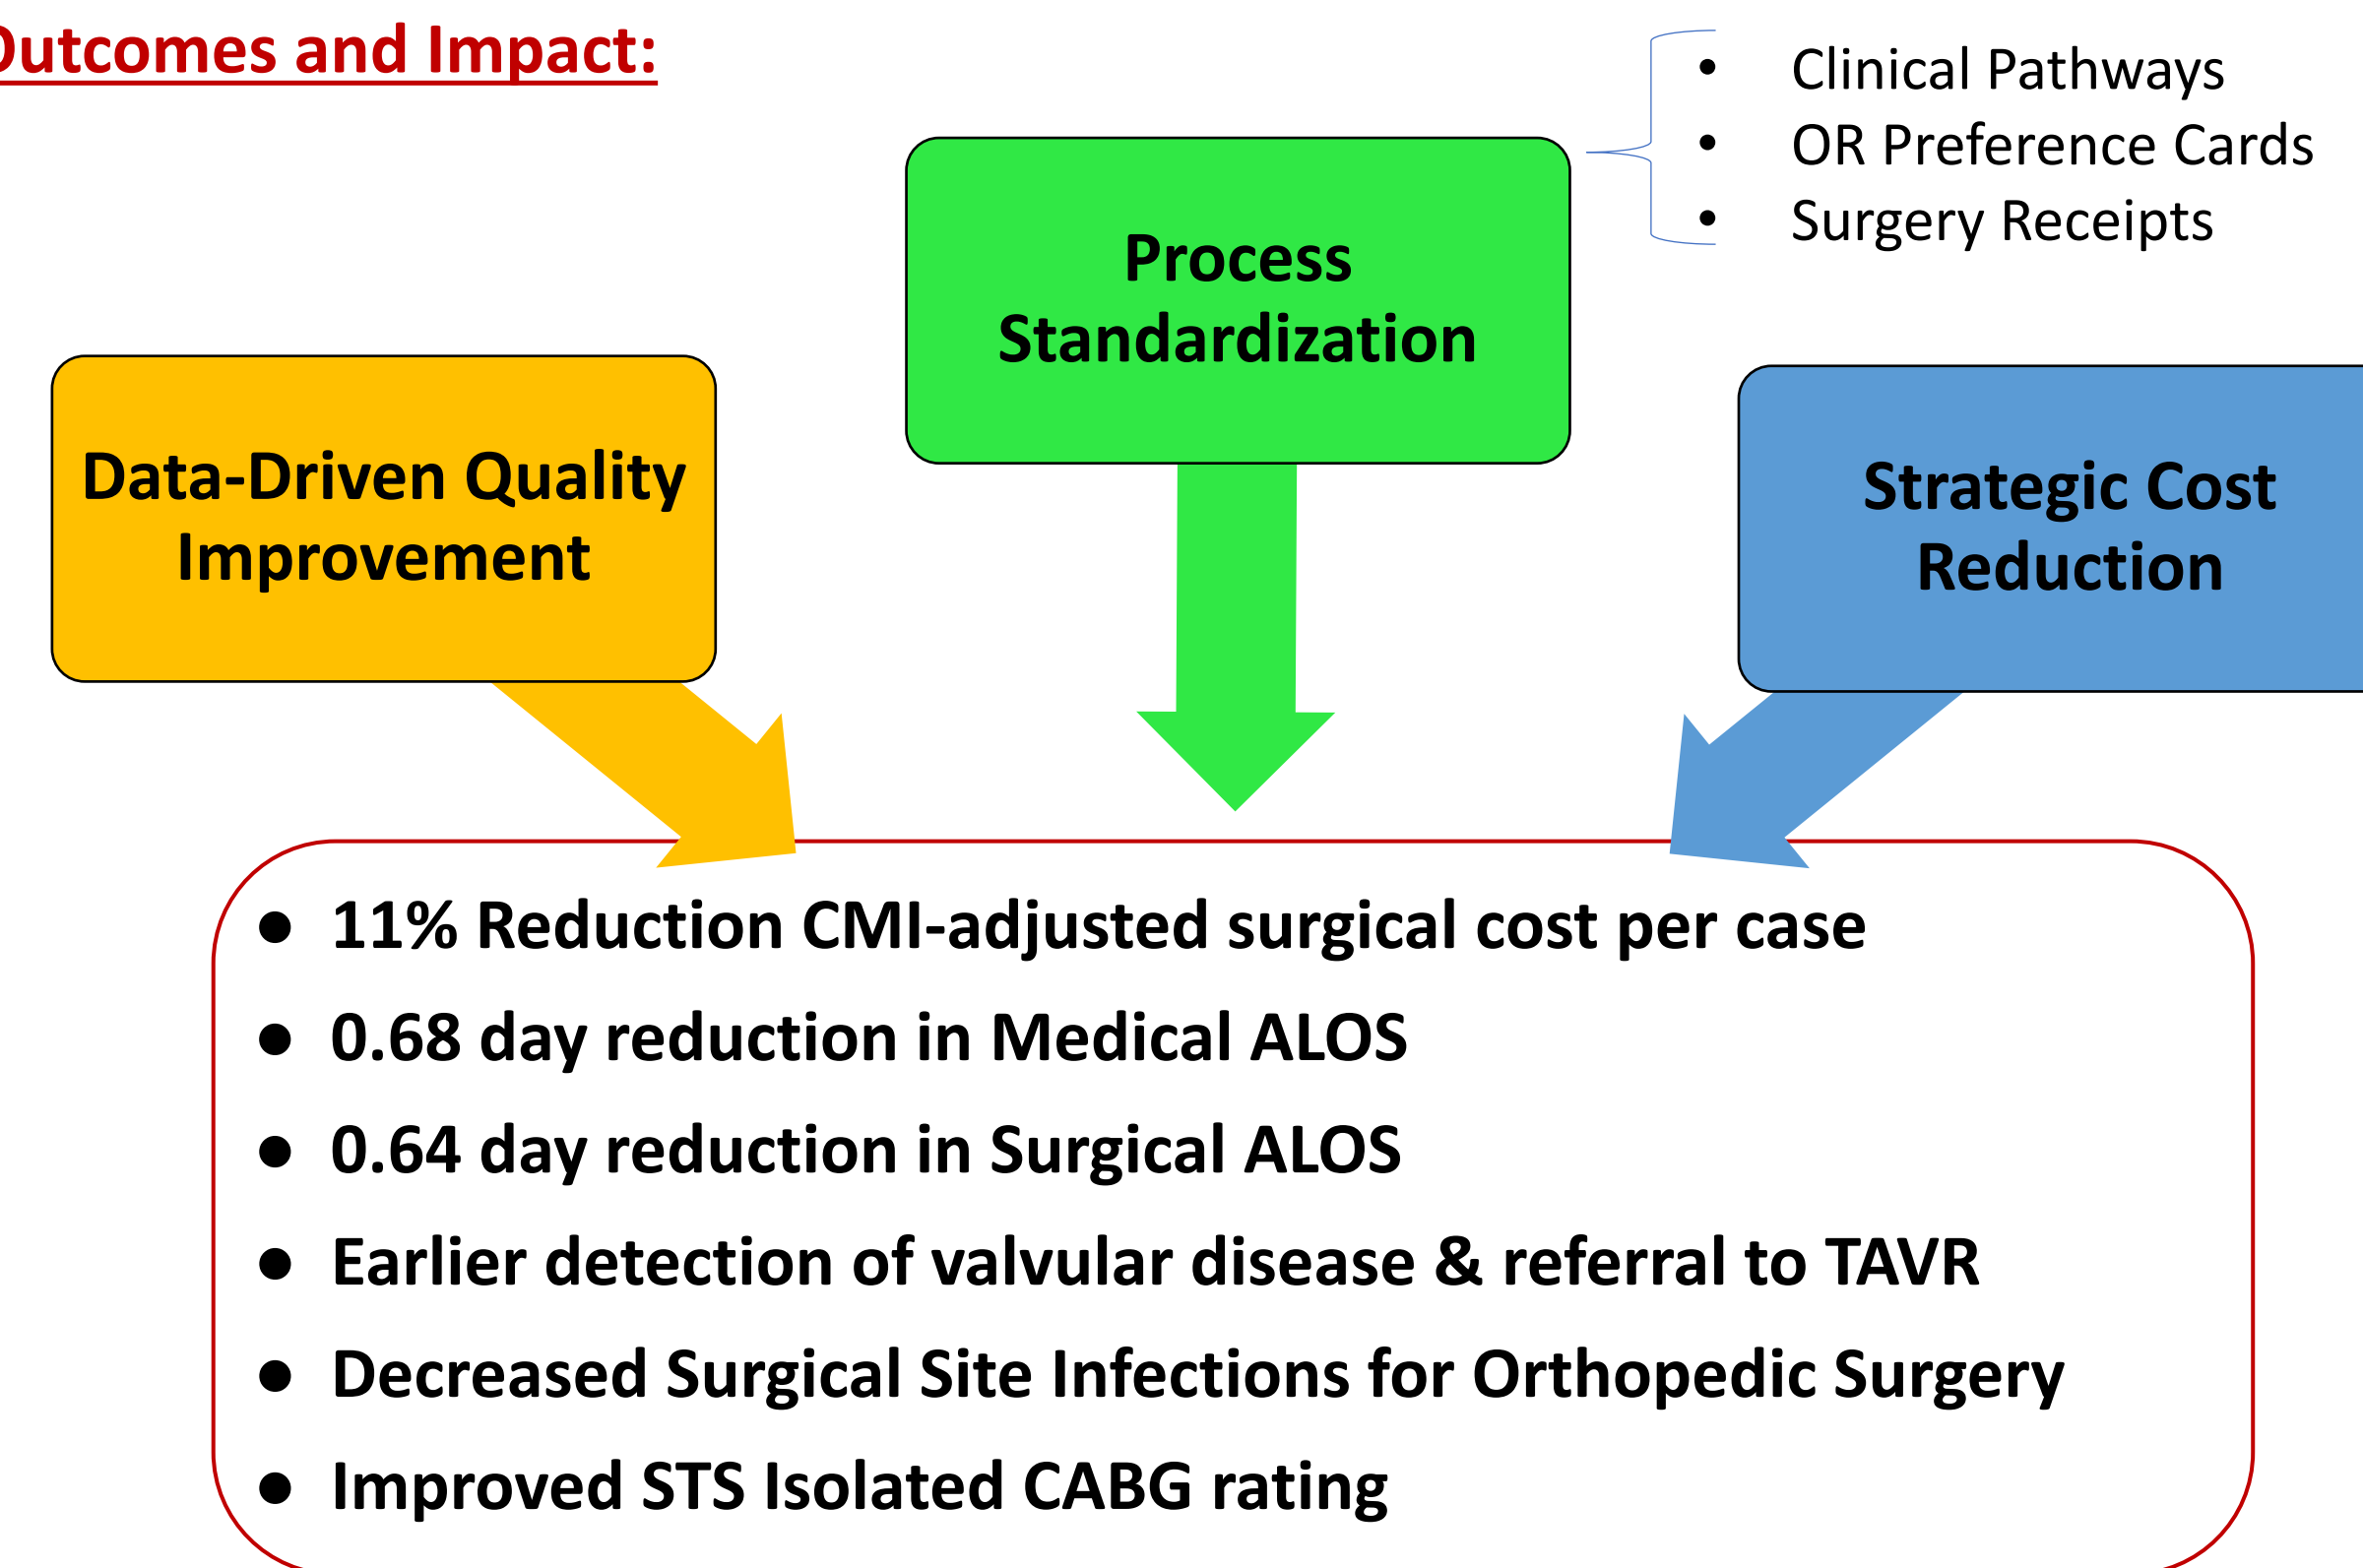 Outcomes and Impact:
• Clinical Pathways
• OR Preference Cards
• Surgery Receipts
Process
Standardization
Data-Driven Quality
Improvement
Strategic Cost
Reduction
• 11% Reduction CMI-adjusted surgical cost per case
• 0.68 day reduction in Medical ALOS
• 0.64 day reduction in Surgical ALOS
• Earlier detection of valvular disease & referral to TAVR
• Decreased Surgical Site Infections for Orthopedic Surgery
• Improved STS Isolated CABG rating